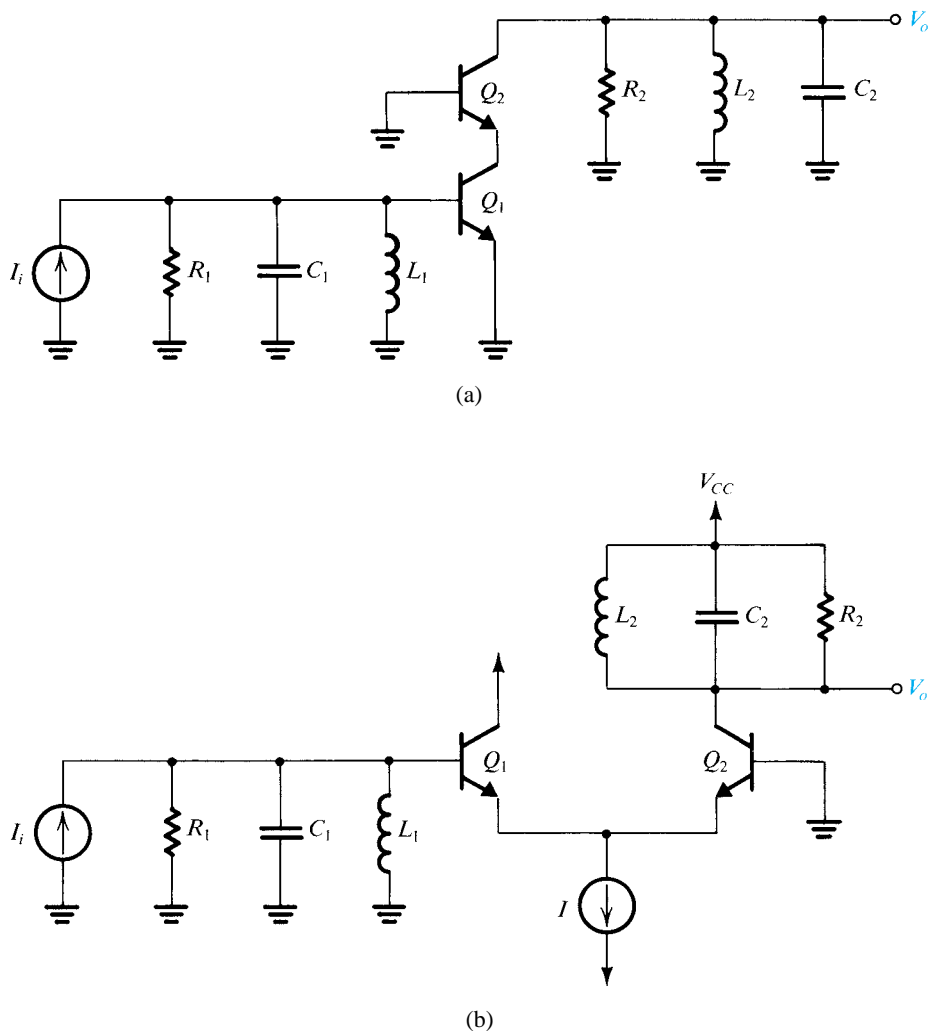 V_o
Q_2
R_2
L_2
C_2
Q_1
I_i
R_1
C_1
L_1
(a)
V_CC
L_2
C_2
R_2
V_o
Q_1
Q_2
I_i
R_1
C_1
L_1
I
(b)